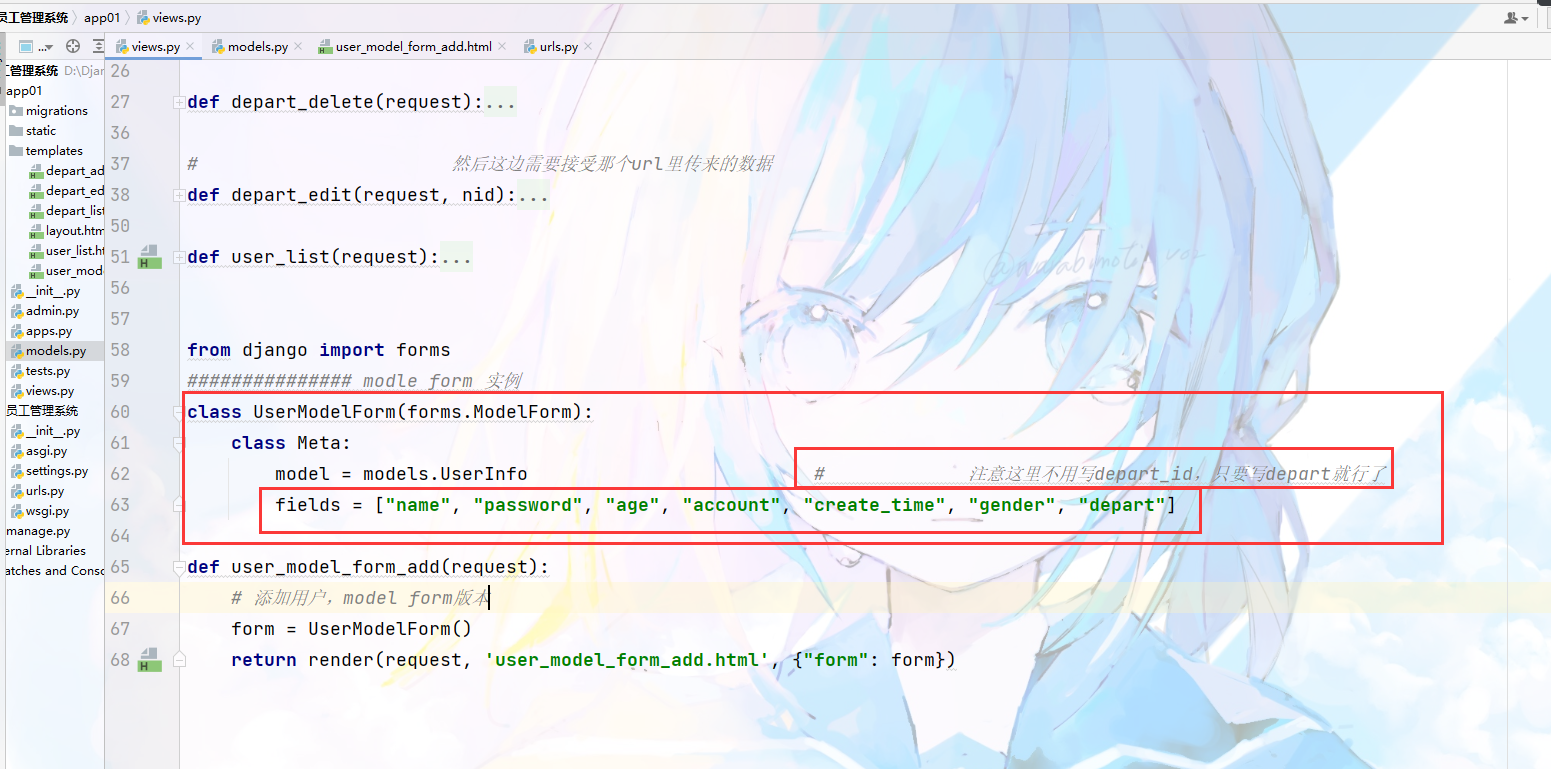 员工管理系统 app01 views.py
... views.py models.py user_model_form_add.html urls.py
工管理系统 D:\Djar
app01
migrations
static
templates
depart_ad
depart_ed
depart_list
layout.htm
user_list.ht
user_mod
__init__.py
admin.py
apps.py
models.py
tests.py
views.py
员工管理系统
__init__.py
asgi.py
settings.py
urls.py
wsgi.py
manage.py
ernal Libraries
atches and Consc
26
27 def depart_delete(request):...
36
37 # 然后这边需要接受那个url里传来的数据
38 def depart_edit(request, nid):...
50
51 def user_list(request):...
56
57
58 from django import forms
59 ############### modle form 实例
60 class UserModelForm(forms.ModelForm):
61 class Meta:
62 model = models.UserInfo # 注意这里不用写depart_id，只要写depart就行了
63 fields = ["name", "password", "age", "account", "create_time", "gender", "depart"]
64
65 def user_model_form_add(request):
66 # 添加用户，model form版本
67 form = UserModelForm()
68 return render(request, 'user_model_form_add.html', {"form": form})